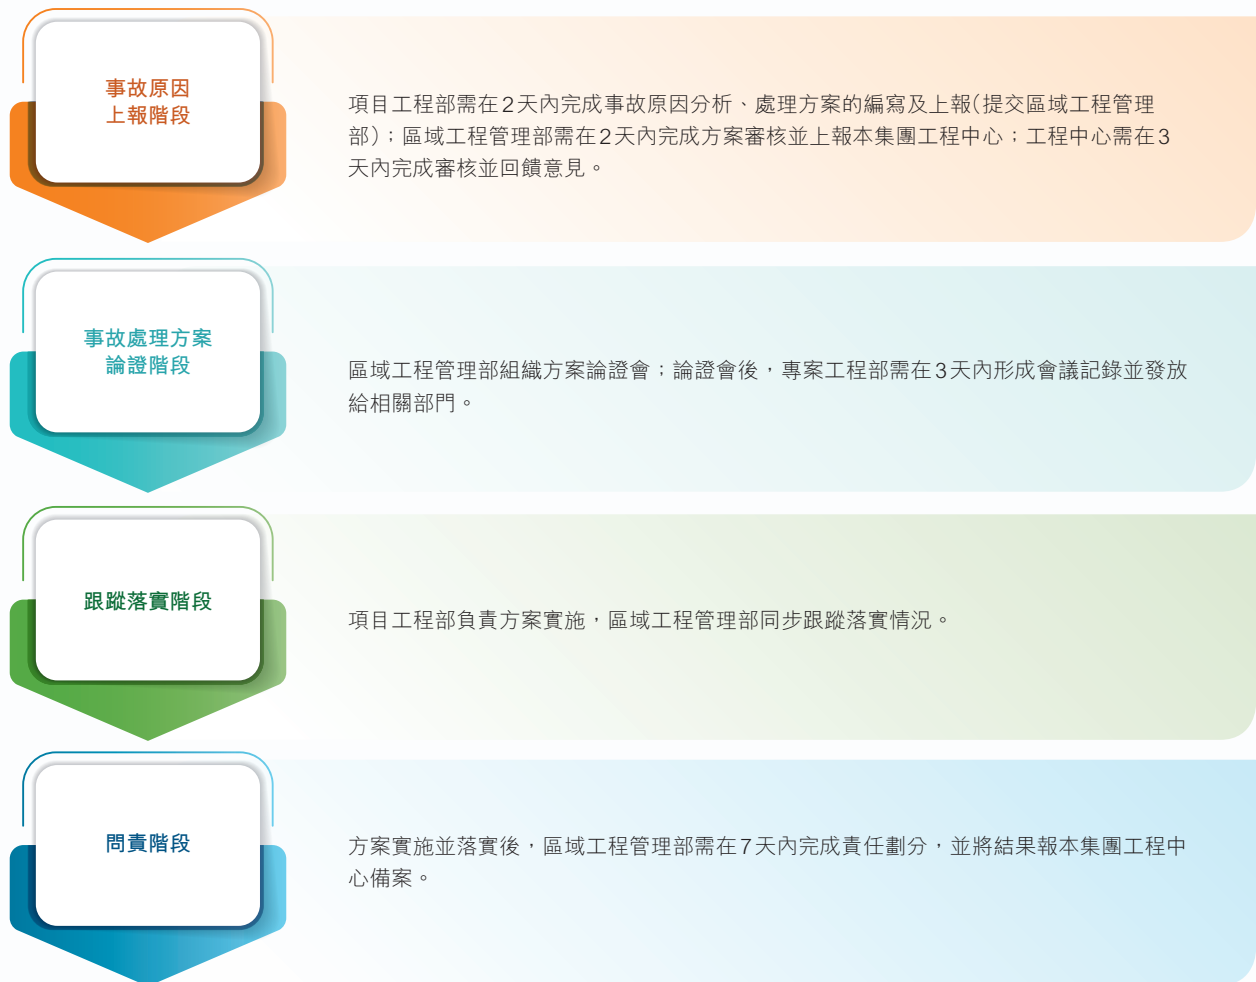 事故原因
上報階段
項目工程部需在2天內完成事故原因分析、處理方案的編寫及上報(提交區域工程管理
部)；區域工程管理部需在2天內完成方案審核並上報本集團工程中心；工程中心需在3
天內完成審核並回饋意見。
事故處理方案
論證階段
區域工程管理部組織方案論證會；論證會後，專案工程部需在3天內形成會議記錄並發放
給相關部門。
跟蹤落實階段
項目工程部負責方案實施，區域工程管理部同步跟蹤落實情況。
問責階段
方案實施並落實後，區域工程管理部需在7天內完成責任劃分，並將結果報本集團工程中
心備案。